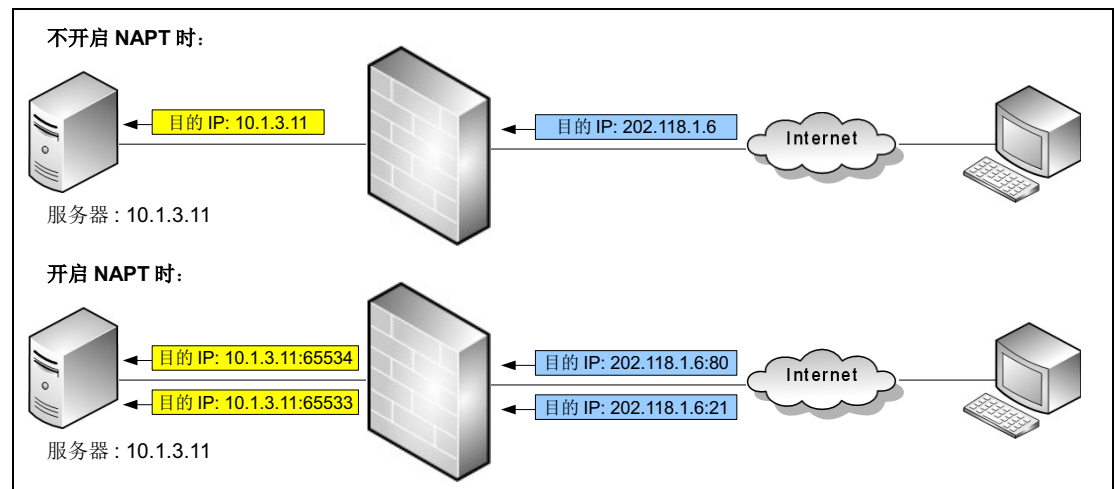 不开启 NAPT 时:
目的 IP: 10.1.3.11
目的 IP: 202.118.1.6
Internet
服务器 : 10.1.3.11
开启 NAPT 时:
目的 IP: 10.1.3.11:65534
目的 IP: 202.118.1.6:80
Internet
目的 IP: 10.1.3.11:65533
目的 IP: 202.118.1.6:21
服务器 : 10.1.3.11